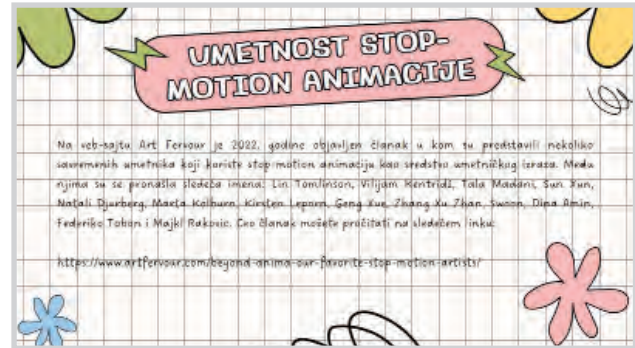 UMETNOST STOP-
MOTION ANIMACIJE
Na veb-sajtu Art Fervour je 2022. godine objavljen članak u kom su predstavili nekoliko
savremenih umetnika koji koriste stop-motion animaciju kao sredstvo umetničkog izraza. Među
njima su se pronašla sledeća imena: Lin Tomlinson, Vilijam Kentridž, Tala Madani, Sun Xun,
Natali Djurberg, Marta Kolburn, Kirsten Lepore, Geng Xue, Zhang Xu Zhan, Swoon, Dina Amin,
Federiko Tobon i Majkl Rakovic. Ceo članak možete pročitati na sledećem linku:
https://www.artfervour.com/beyond-anima-our-favorite-stop-motion-artists/